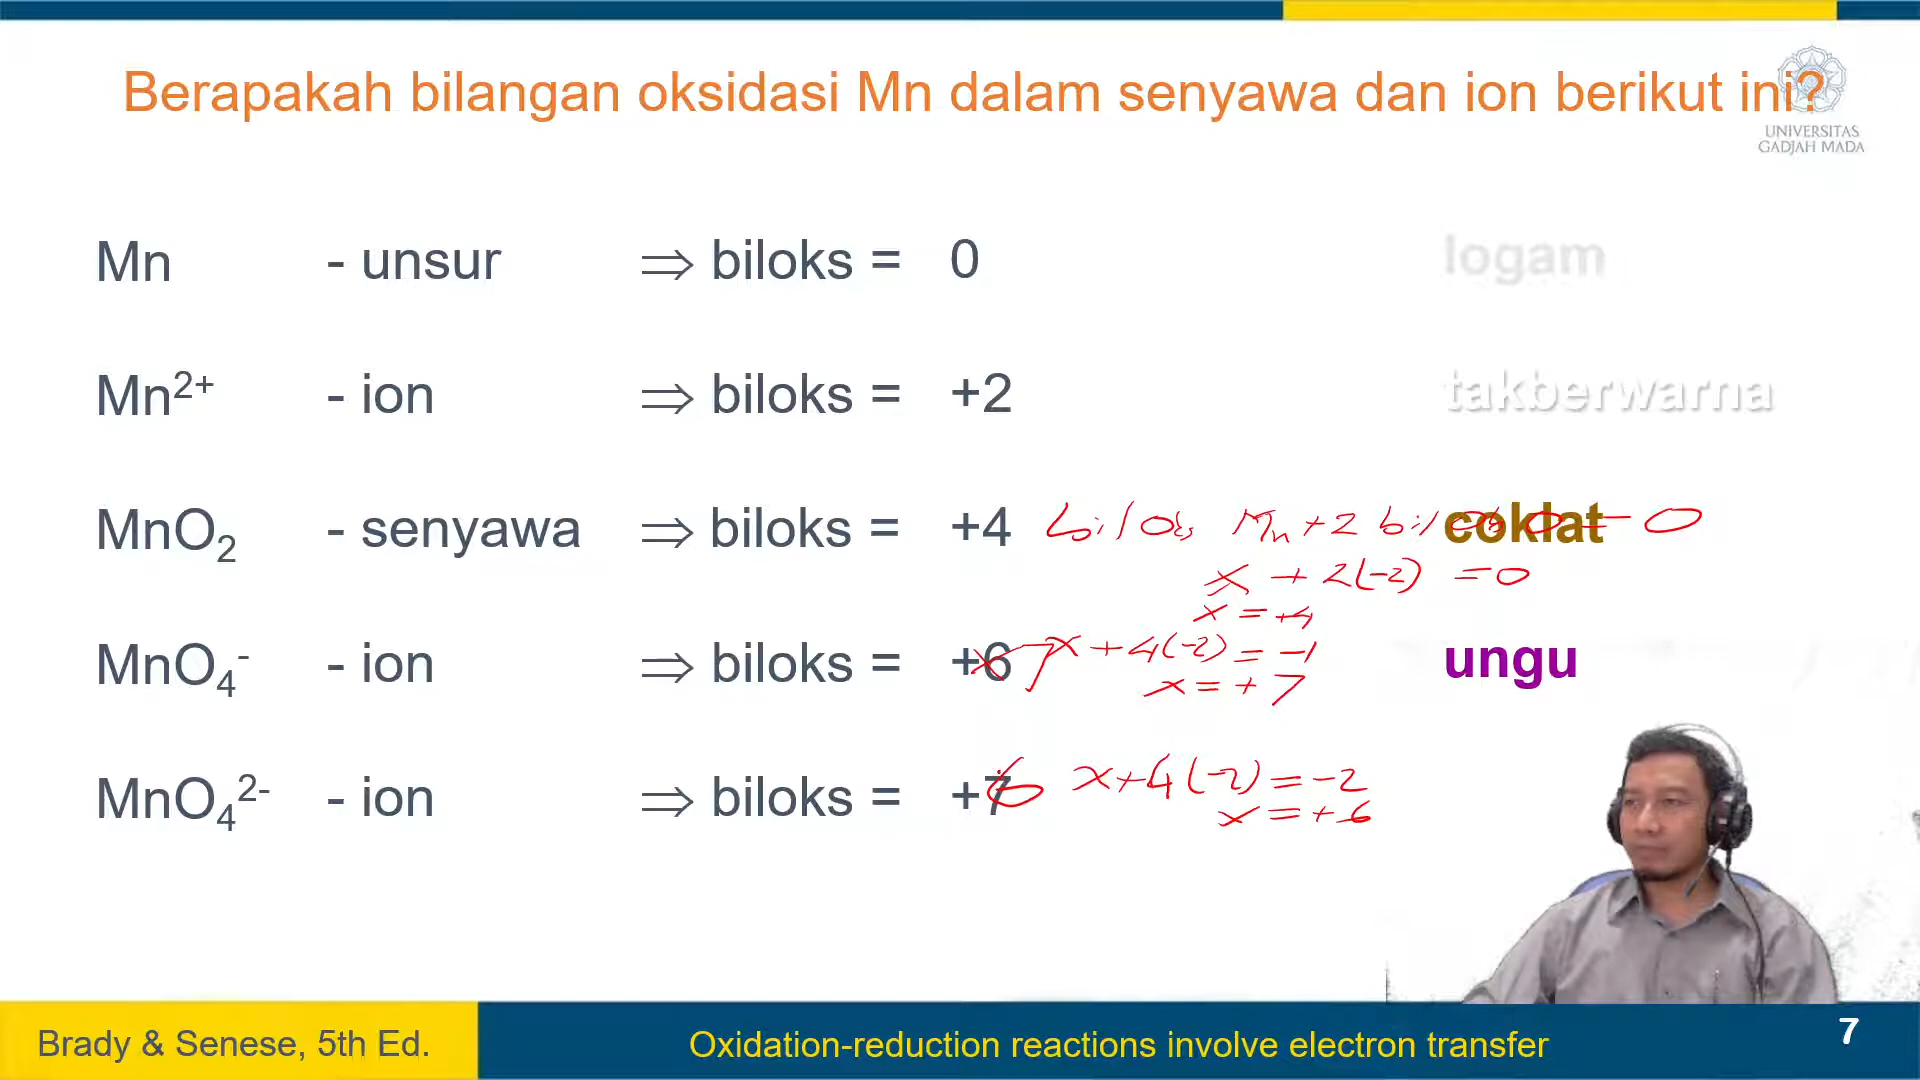 Berapakah bilangan oksidasi Mn dalam senyawa dan ion berikut ini?
UNIVERSITAS
GADJAH MADA
Mn - unsur ⇒ biloks = 0 logam
Mn²⁺ - ion ⇒ biloks = +2 takberwarna
MnO₂ - senyawa ⇒ biloks = +4 biloks Mn + 2 biloks O = 0 coklat
x + 2(-2) = 0
x = +4
MnO₄⁻ - ion ⇒ biloks = +6 7 x + 4(-2) = -1 ungu
x = +7
MnO₄²⁻ - ion ⇒ biloks = +7 6 x + 4(-2) = -2
x = +6
Brady & Senese, 5th Ed. Oxidation-reduction reactions involve electron transfer 7